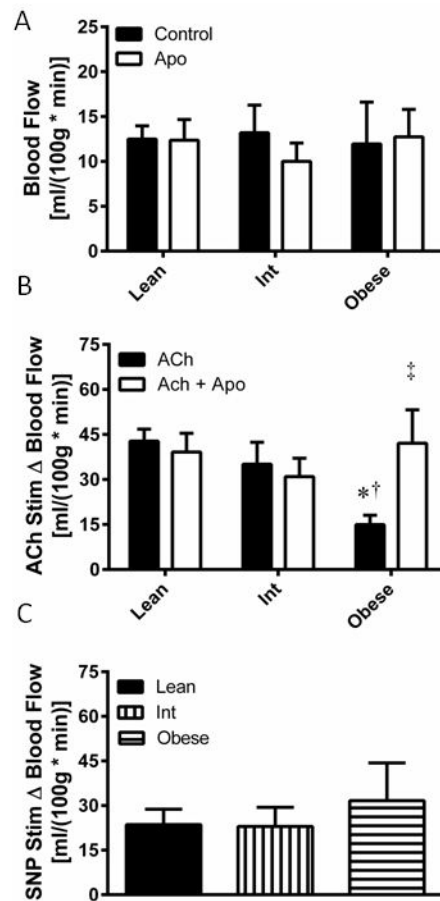 A
Control
Apo
Blood Flow
[ml/(100g * min)]
25
20
15
10
5
0
Lean
Int
Obese
B
ACh
Ach + Apo
ACh Stim Δ Blood Flow
[ml/(100g * min)]
75
60
45
30
15
0
*†
‡
Lean
Int
Obese
C
Lean
Int
Obese
SNP Stim Δ Blood Flow
[ml/(100g * min)]
75
60
45
30
15
0